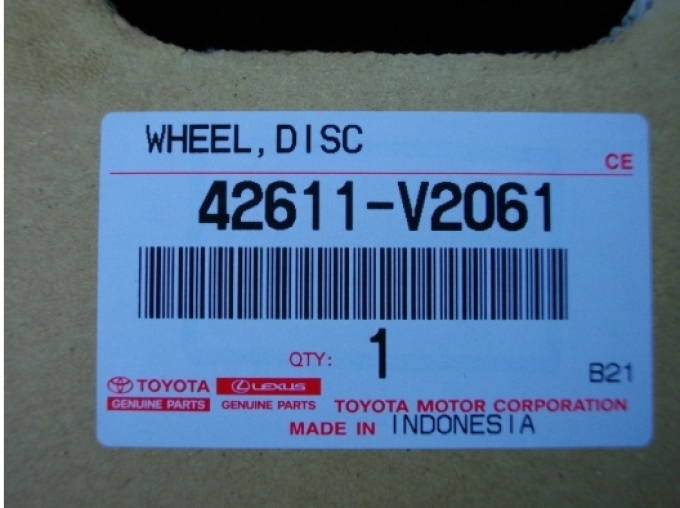 WHEEL, DISC
CE
42611-V2061
QTY: 1
B21
TOYOTA LEXUS
GENUINE PARTS GENUINE PARTS TOYOTA MOTOR CORPORATION
MADE IN INDONESIA